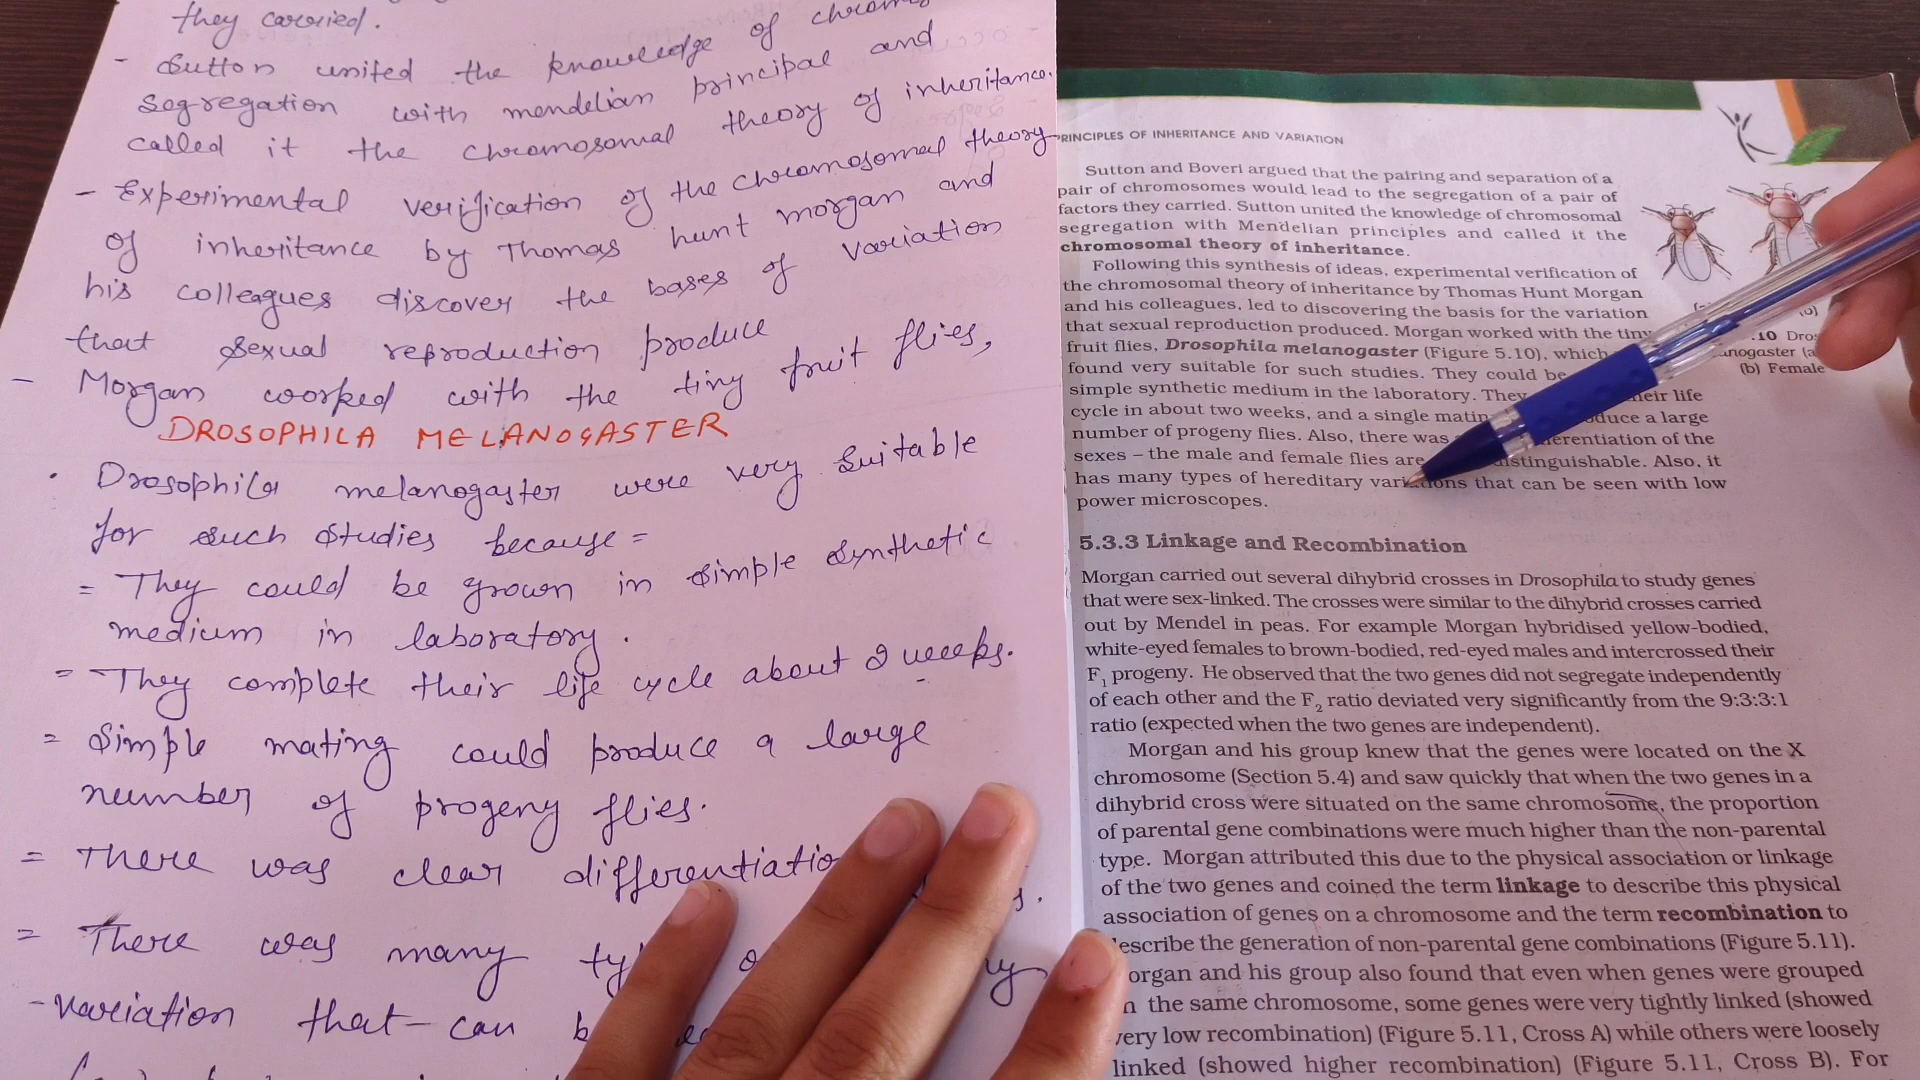 they carried.
- Sutton united the knowledge of
segregation with mendelian principal and
called it the chromosomal theory of inheritance.
- Experimental verification of the chromosomal theory
of inheritance by Thomas hunt morgan and
his colleagues discover the bases of variation
that sexual reproduction produce
- Morgan worked with the tiny fruit flies,
DROSOPHILA MELANOGASTER
• Drosophila melanogaster were very suitable
for such studies because =
= They could be grown in simple synthetic
medium in laboratory.
= They complete their life cycle about 2 weeks.
= Simple mating could produce a large
number of progeny flies.
= There was clear
= There was many
- variation that can
PRINCIPLES OF INHERITANCE AND VARIATION
Sutton and Boveri argued that the pairing and separation of a
pair of chromosomes would lead to the segregation of a pair of
factors they carried. Sutton united the knowledge of chromosomal
segregation with Mendelian principles and called it the
chromosomal theory of inheritance.
Following this synthesis of ideas, experimental verification of
the chromosomal theory of inheritance by Thomas Hunt Morgan
and his colleagues, led to discovering the basis for the variation
that sexual reproduction produced. Morgan worked with the tiny
fruit flies, Drosophila melanogaster (Figure 5.10), which
found very suitable for such studies. They could be
simple synthetic medium in the laboratory. They their life
cycle in about two weeks, and a single a large
number of progeny flies. Also, there was of the
sexes – the male and female flies are distinguishable. Also, it
has many types of hereditary variations that can be seen with low
power microscopes.
(b) Female
5.3.3 Linkage and Recombination
Morgan carried out several dihybrid crosses in Drosophila to study genes
that were sex-linked. The crosses were similar to the dihybrid crosses carried
out by Mendel in peas. For example Morgan hybridised yellow-bodied,
white-eyed females to brown-bodied, red-eyed males and intercrossed their
F1 progeny. He observed that the two genes did not segregate independently
of each other and the F2 ratio deviated very significantly from the 9:3:3:1
ratio (expected when the two genes are independent).
Morgan and his group knew that the genes were located on the X
chromosome (Section 5.4) and saw quickly that when the two genes in a
dihybrid cross were situated on the same chromosome, the proportion
of parental gene combinations were much higher than the non-parental
type. Morgan attributed this due to the physical association or linkage
of the two genes and coined the term linkage to describe this physical
association of genes on a chromosome and the term recombination to
describe the generation of non-parental gene combinations (Figure 5.11).
Morgan and his group also found that even when genes were grouped
the same chromosome, some genes were very tightly linked (showed
very low recombination) (Figure 5.11, Cross A) while others were loosely
linked (showed higher recombination) (Figure 5.11, Cross B). For